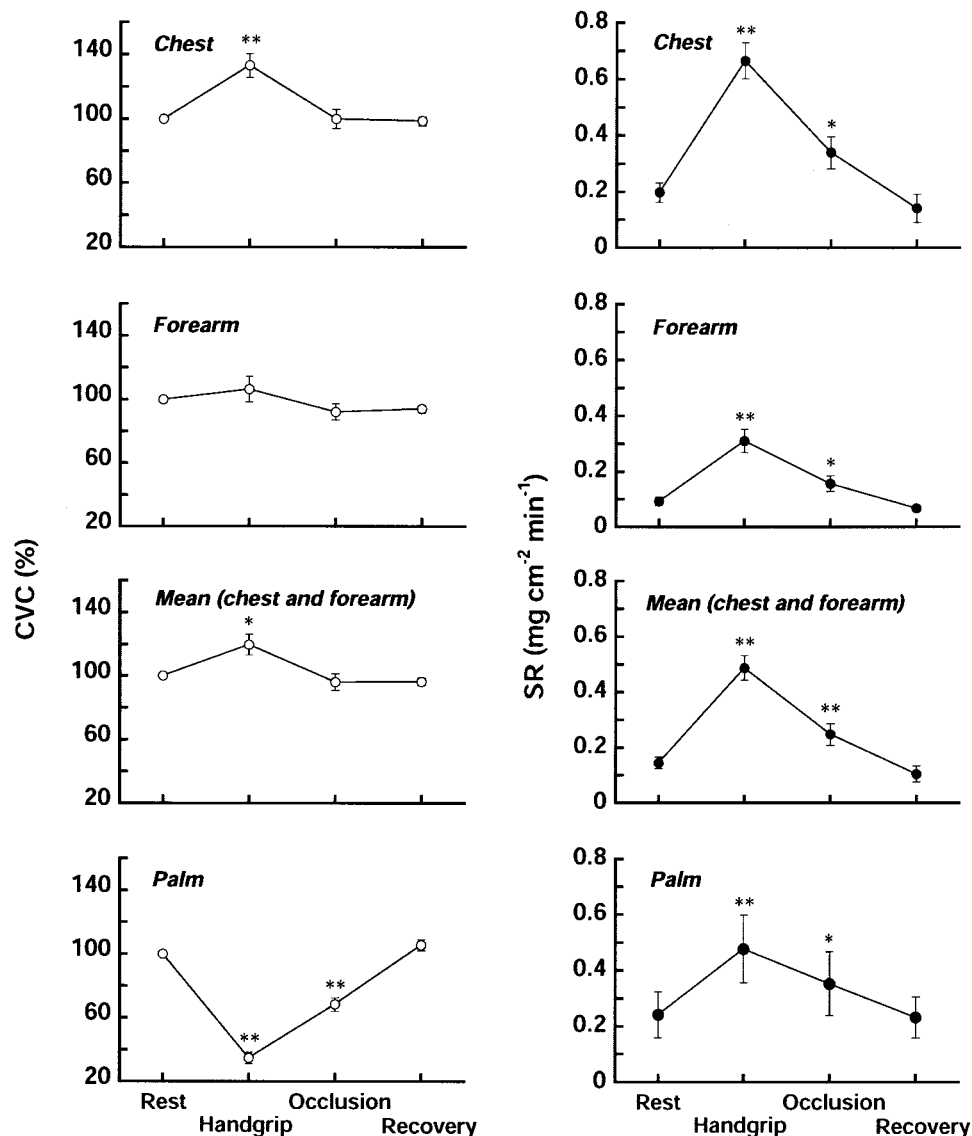 CVC (%)
140
100
60
20
Chest
**
140
100
60
20
Forearm
140
100
60
20
Mean (chest and forearm)
*
140
100
60
20
Palm
**
**
Rest
Handgrip
Occlusion
Recovery
SR (mg cm-2 min-1)
0.8
0.6
0.4
0.2
0
Chest
**
*
0.8
0.6
0.4
0.2
0
Forearm
**
*
0.8
0.6
0.4
0.2
0
Mean (chest and forearm)
**
**
0.8
0.6
0.4
0.2
0
Palm
**
*
Rest
Handgrip
Occlusion
Recovery